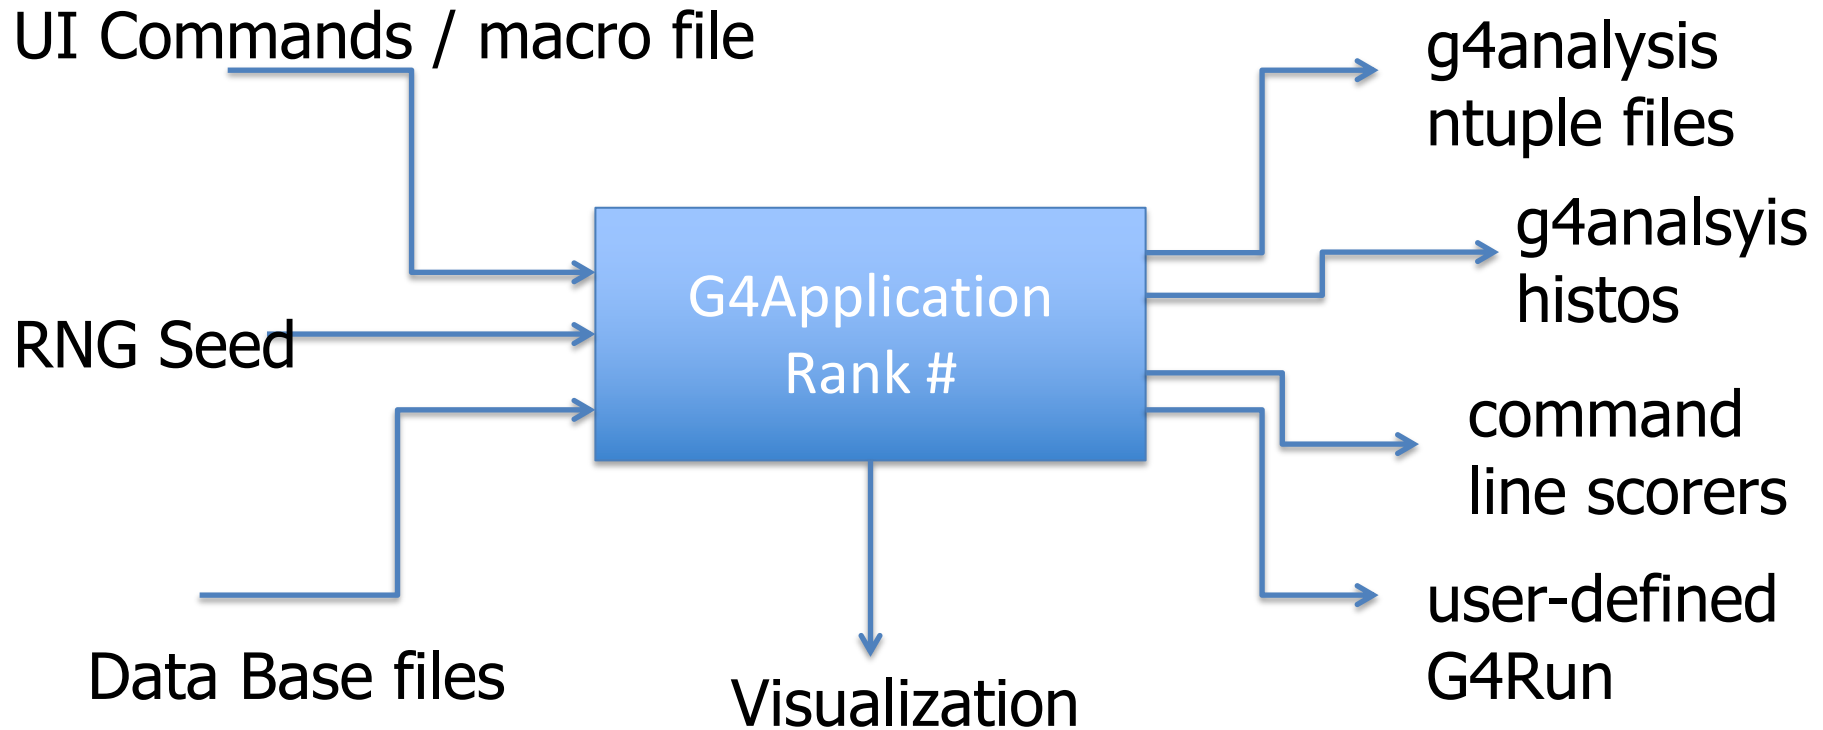 UI Commands / macro file
RNG Seed
Data Base files
G4Application
Rank #
Visualization
g4analysis
ntuple files
g4analsyis
histos
command
line scorers
user-defined
G4Run